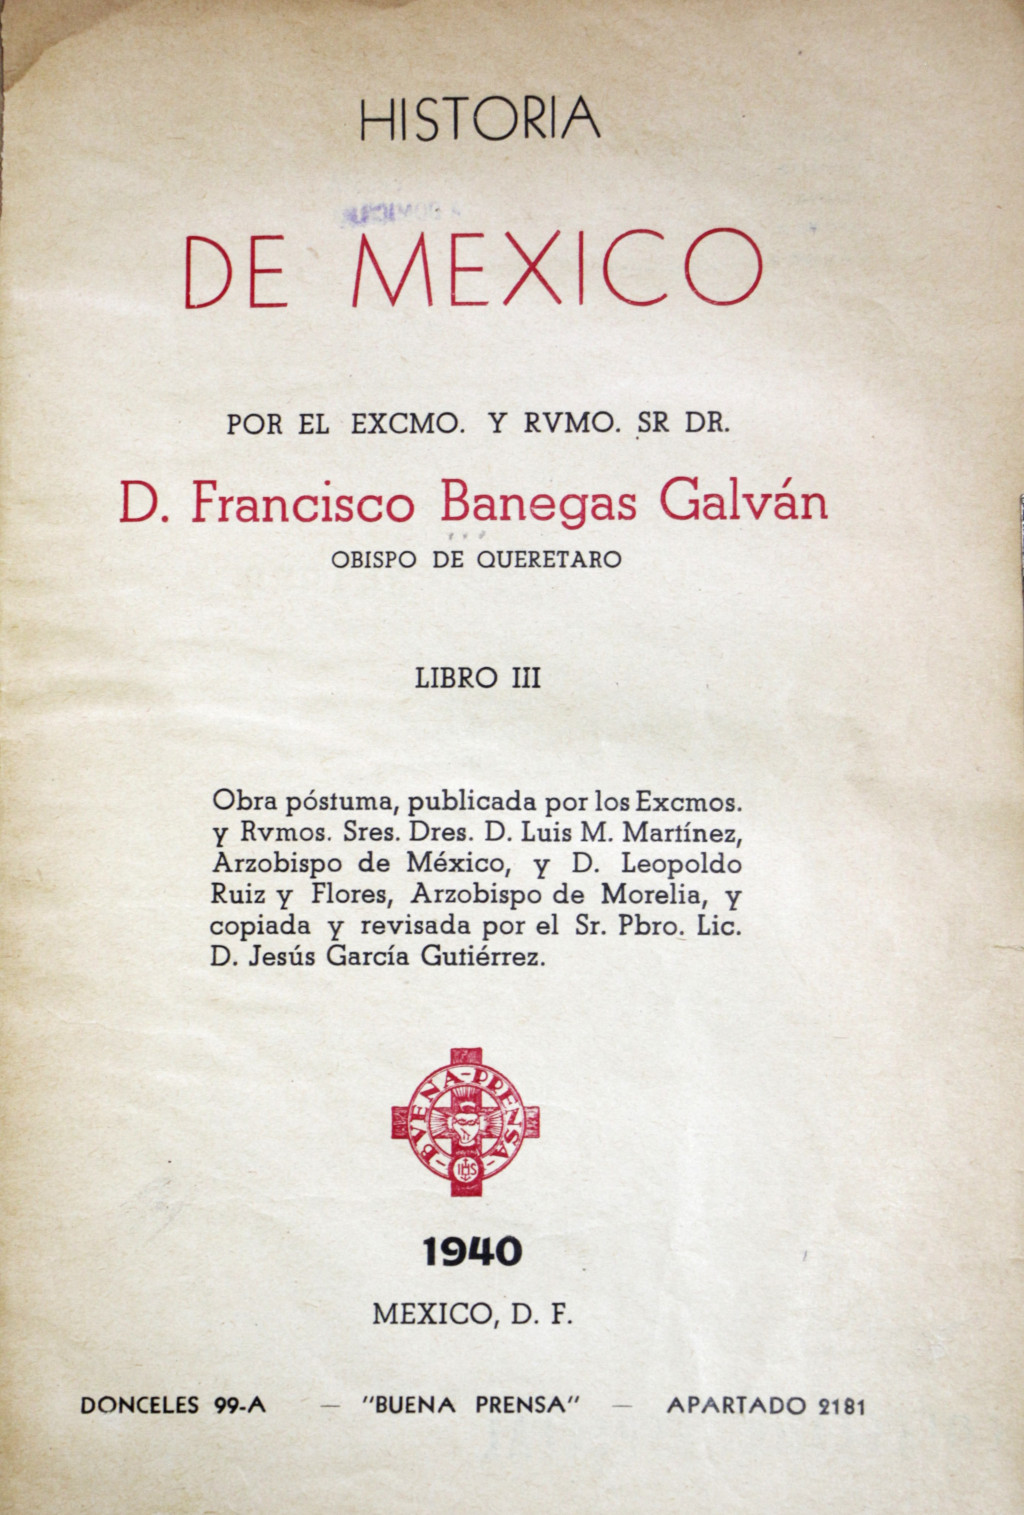 HISTORIA
DE MEXICO
POR EL EXCMO. Y RVMO. SR DR.
D. Francisco Banegas Galván
OBISPO DE QUERETARO
LIBRO III
Obra póstuma, publicada por los Excmos.
y Rvmos. Sres. Dres. D. Luis M. Martínez,
Arzobispo de México, y D. Leopoldo
Ruiz y Flores, Arzobispo de Morelia, y
copiada y revisada por el Sr. Pbro. Lic.
D. Jesús García Gutiérrez.
BVENA-PRENSA
IHS
1940
MEXICO, D. F.
DONCELES 99-A — "BUENA PRENSA" — APARTADO 2181